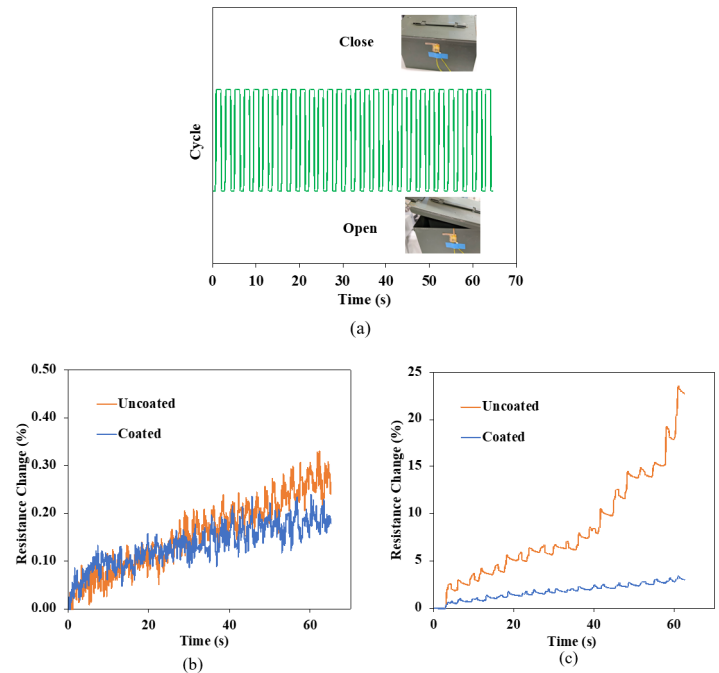 Close
Cycle
Open
0 10 20 30 40 50 60 70
Time (s)
(a)
0.50
0.40
0.30
0.20
0.10
0.00
Resistance Change (%)
Uncoated
Coated
0 20 40 60
Time (s)
(b)
25
20
15
10
5
0
Resistance Change (%)
Uncoated
Coated
0 20 40 60
Time (s)
(c)